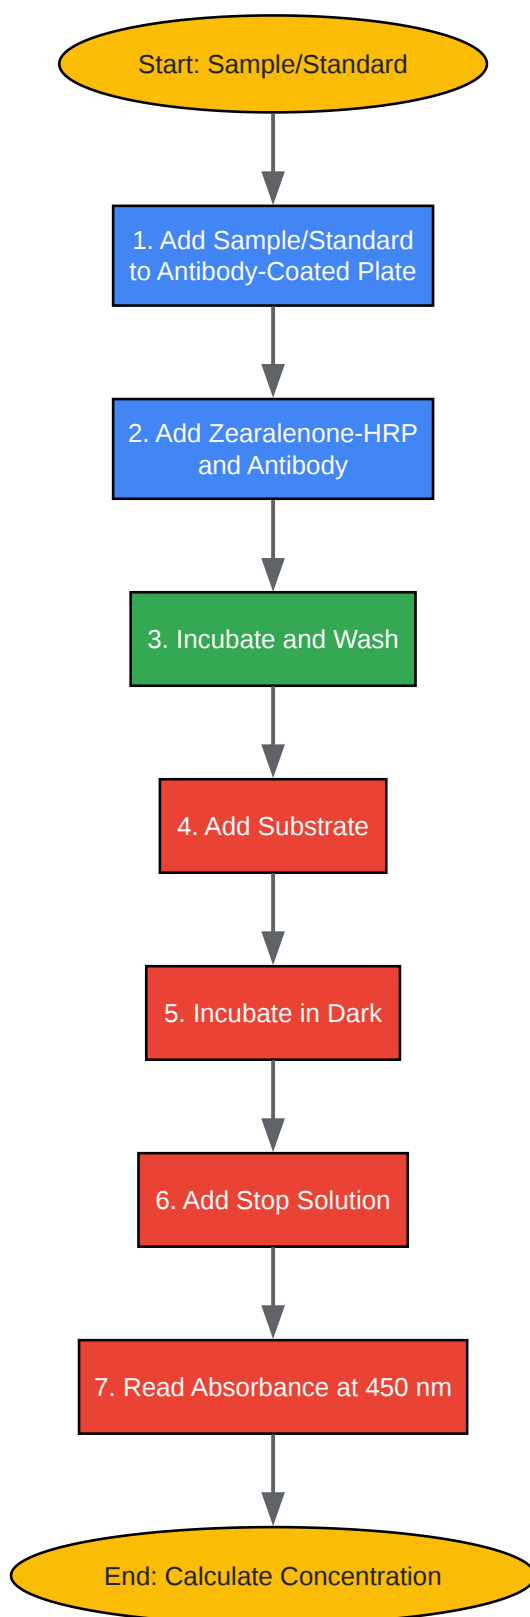 Start: Sample/Standard
1. Add Sample/Standard
to Antibody-Coated Plate
2. Add Zearalenone-HRP
and Antibody
3. Incubate and Wash
4. Add Substrate
5. Incubate in Dark
6. Add Stop Solution
7. Read Absorbance at 450 nm
End: Calculate Concentration